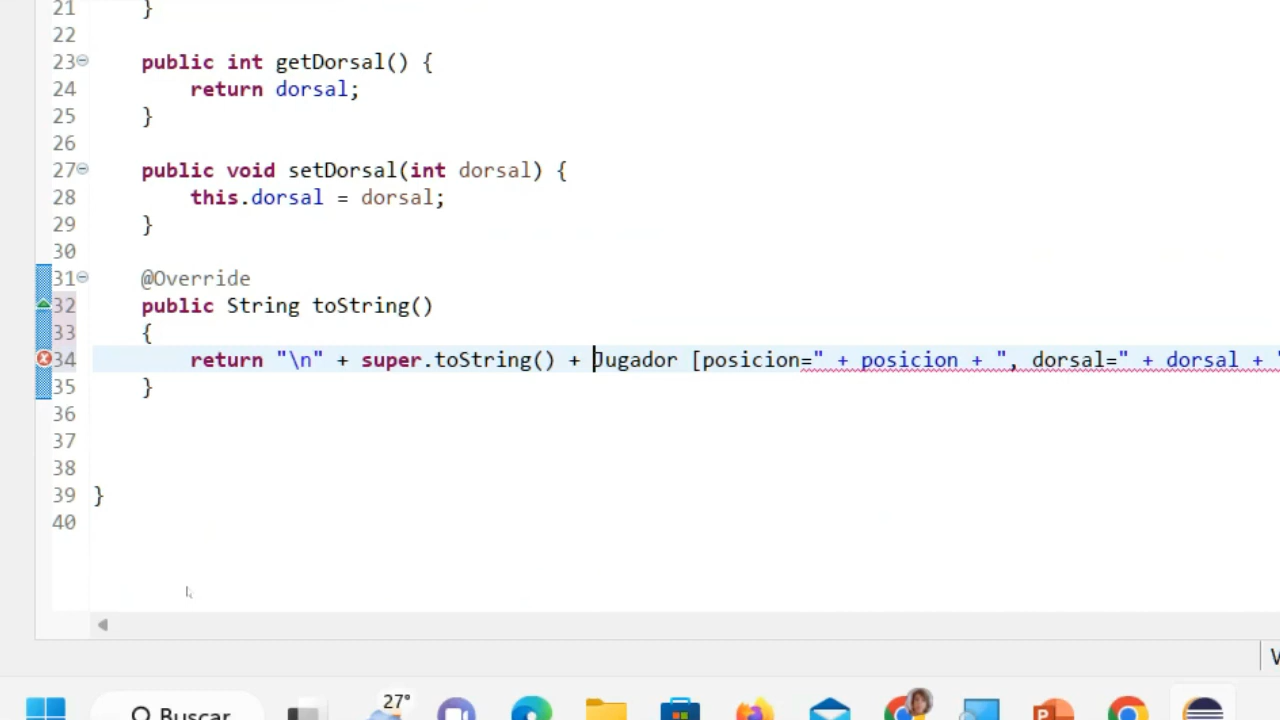 21 }
22
23 public int getDorsal() {
24 return dorsal;
25 }
26
27 public void setDorsal(int dorsal) {
28 this.dorsal = dorsal;
29 }
30
31 @Override
32 public String toString()
33 {
34 return "\n" + super.toString() + Jugador [posicion=" + posicion + ", dorsal=" + dorsal + "
35 }
36
37
38
39 }
40
27°
Buscar